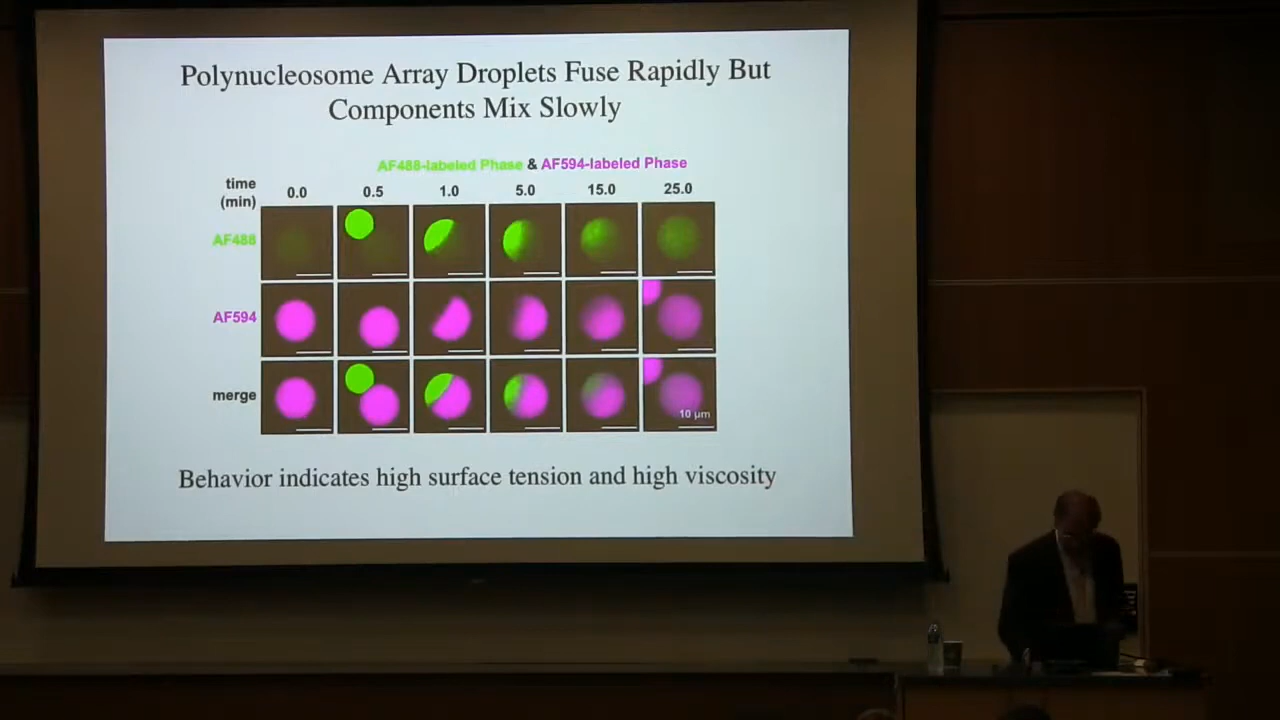 Polynucleosome Array Droplets Fuse Rapidly But
Components Mix Slowly
AF488-labeled Phase & AF594-labeled Phase
time
(min)
0.0 0.5 1.0 5.0 15.0 25.0
AF488
AF594
merge
10 µm
Behavior indicates high surface tension and high viscosity